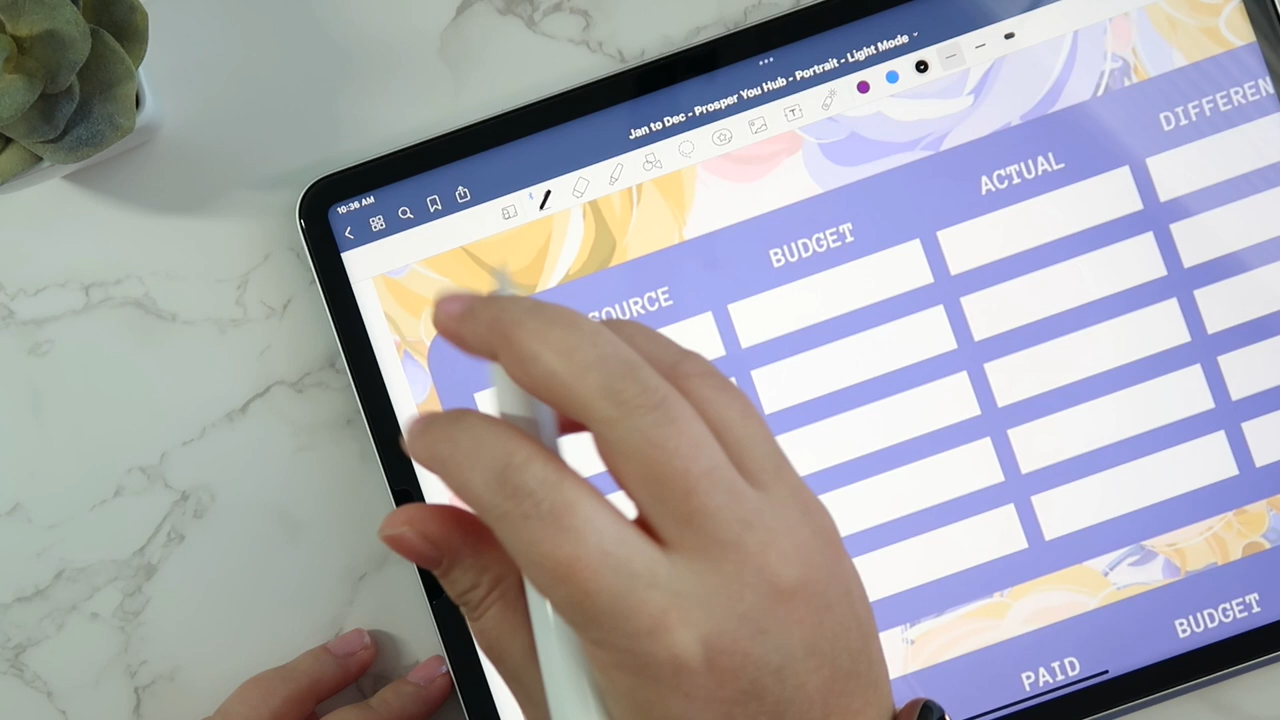 Jan to Dec - Prosper You Hub - Portrait - Light Mode
10:36 AM
SOURCE
BUDGET
ACTUAL
DIFFEREN
PAID
BUDGET